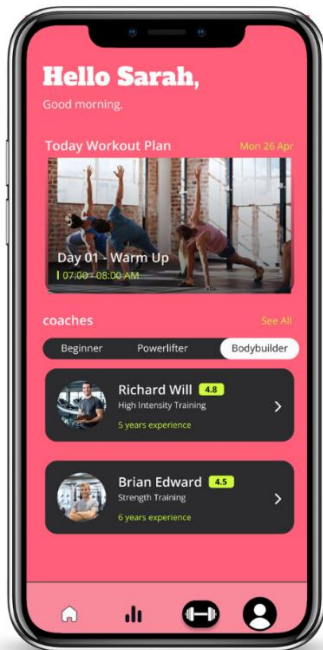 Hello Sarah,
Good morning.
Today Workout Plan Mon 26 Apr
Day 01 - Warm Up
07:00 - 08:00 AM
coaches See All
Beginner Powerlifter Bodybuilder
Richard Will 4.8
High Intensity Training
5 years experience
Brian Edward 4.5
Strength Training
6 years experience